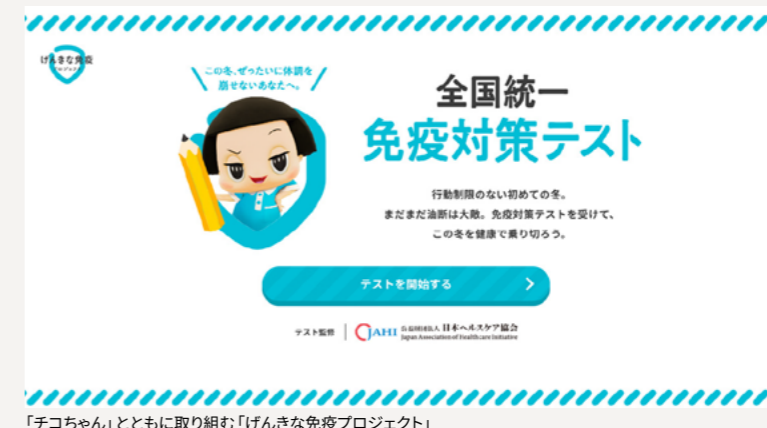 げんきな免疫
プロジェクト
この冬、ぜったいに体調を
崩せないあなたへ。
全国統一
免疫対策テスト
行動制限のない初めての冬。
まだまだ油断は大敵。免疫対策テストを受けて、
この冬を健康で乗り切ろう。
テストを開始する
テスト監修
JAHI
日本ヘルスケア協会
Japan Association of Healthcare Initiative
「チコちゃん」とともに取り組む「げんきな免疫プロジェクト」